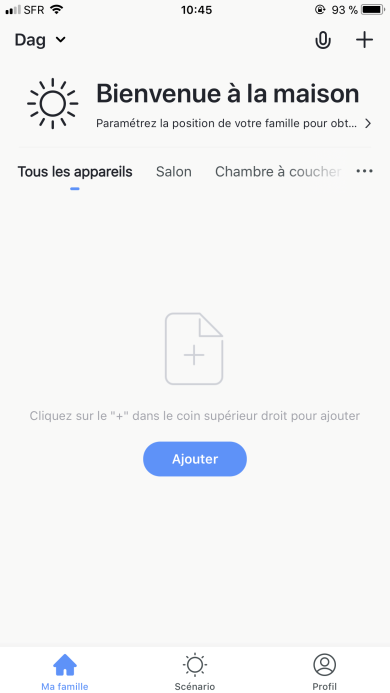 SFR 10:45 93 %
Dag
Bienvenue à la maison
Paramétrez la position de votre famille pour obt...
Tous les appareils Salon Chambre à coucher
Cliquez sur le "+" dans le coin supérieur droit pour ajouter
Ajouter
Ma famille Scénario Profil